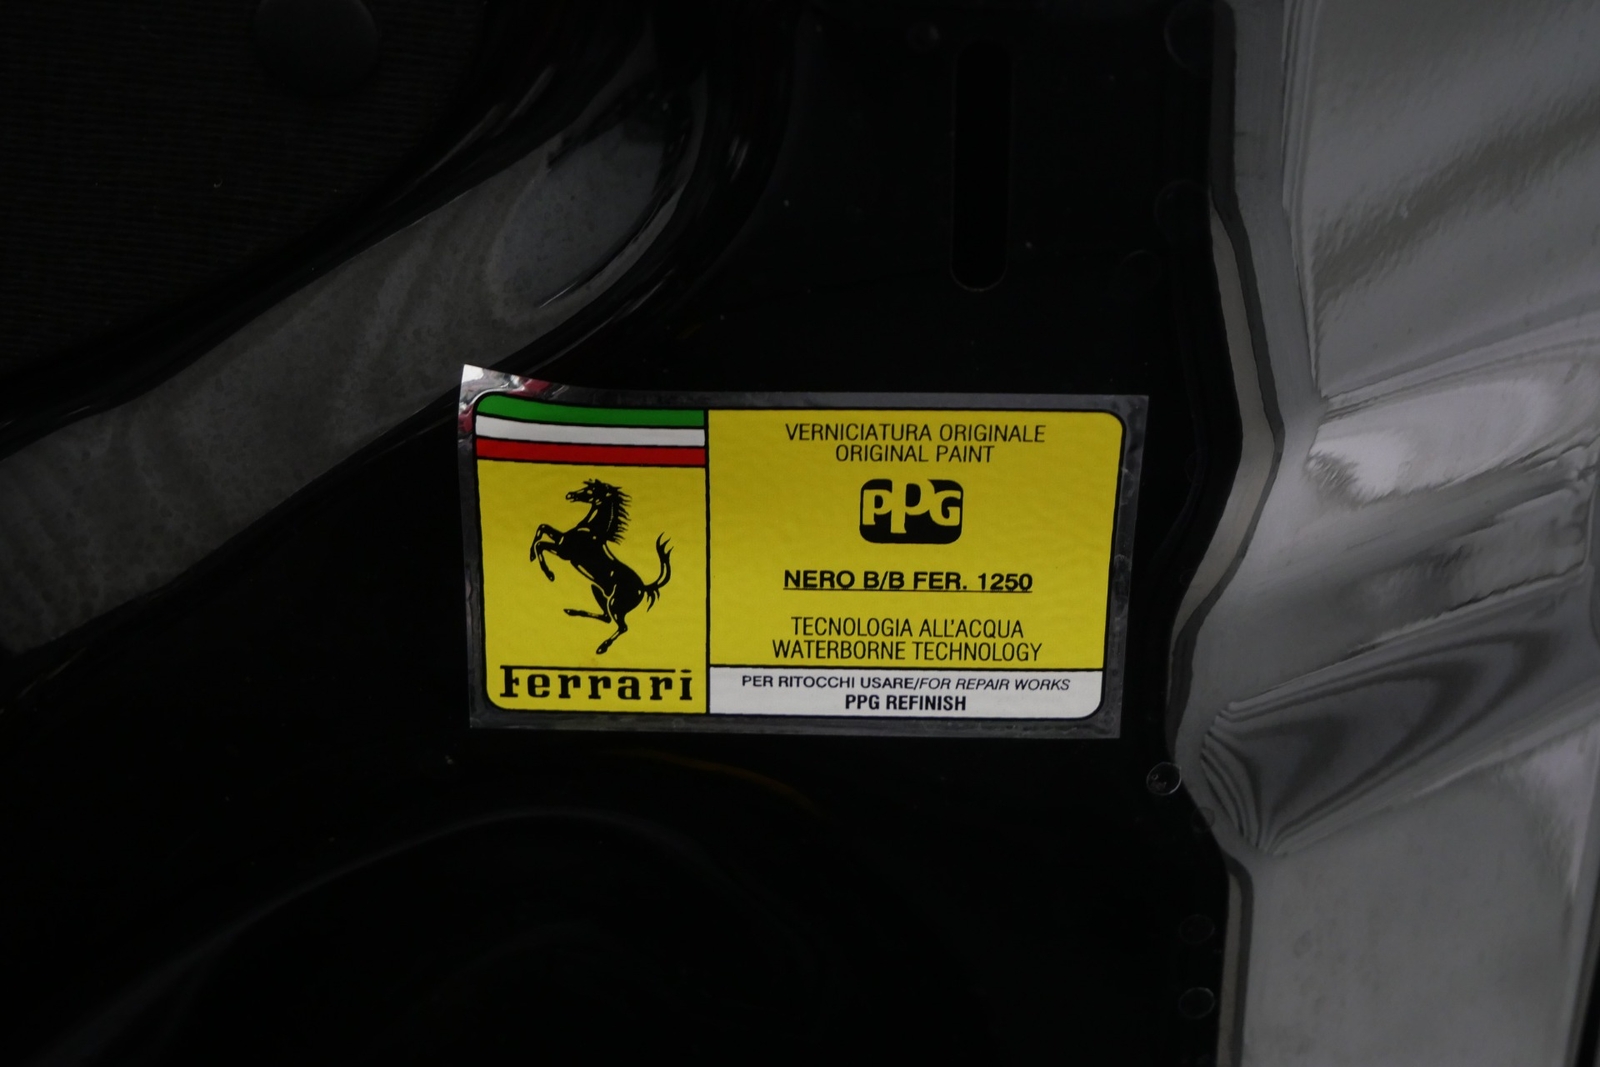 Ferrari
VERNICIATURA ORIGINALE
ORIGINAL PAINT
PPG
NERO B/B FER. 1250
TECNOLOGIA ALL'ACQUA
WATERBORNE TECHNOLOGY
PER RITOCCHI USARE/FOR REPAIR WORKS
PPG REFINISH